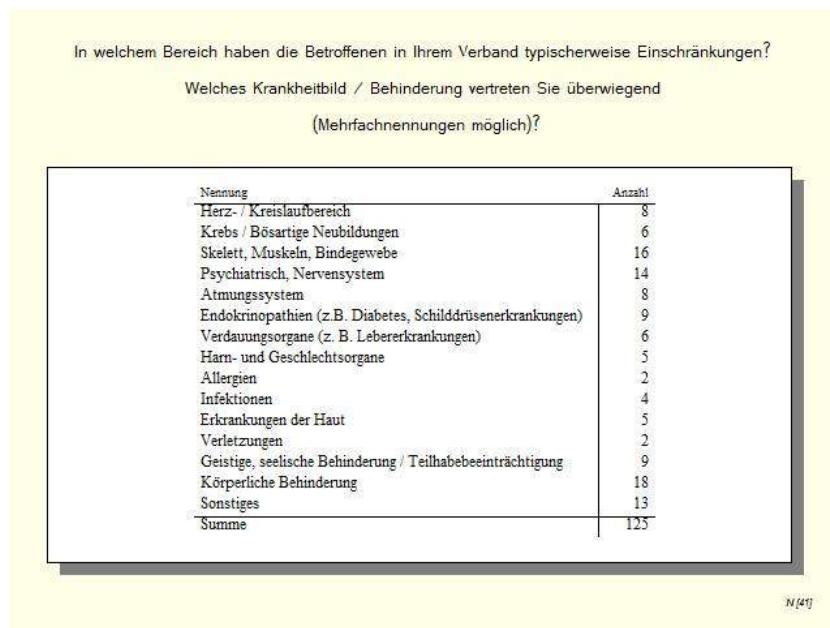 In welchem Bereich haben die Betroffenen in Ihrem Verband typischerweise Einschränkungen?
Welches Krankheitbild / Behinderung vertreten Sie überwiegend
(Mehrfachnennungen möglich)?
Nennung Anzahl
Herz- / Kreislaufbereich 8
Krebs / Bösartige Neubildungen 6
Skelett, Muskeln, Bindegewebe 16
Psychiatrisch, Nervensystem 14
Atmungssystem 8
Endokrinopathien (z.B. Diabetes, Schilddrüsenerkrankungen) 9
Verdauungsorgane (z. B. Lebererkrankungen) 6
Harn- und Geschlechtsorgane 5
Allergien 2
Infektionen 4
Erkrankungen der Haut 5
Verletzungen 2
Geistige, seelische Behinderung / Teilhabebeeinträchtigung 9
Körperliche Behinderung 18
Sonstiges 13
Summe 125
N [41]